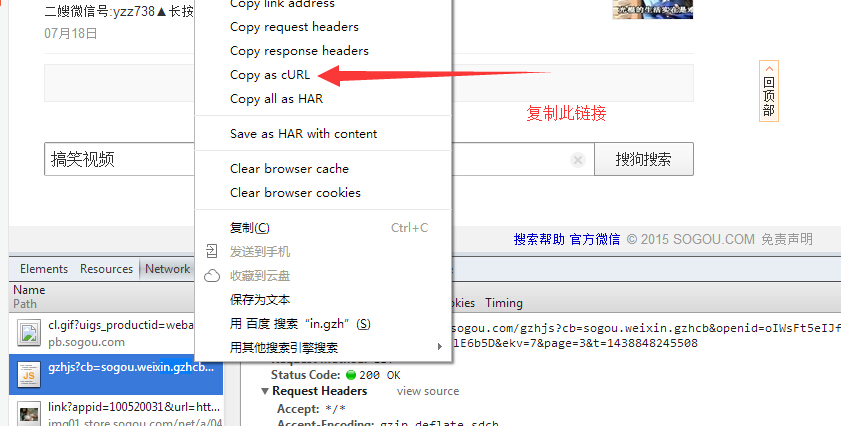 二嫂微信号:yzz738▲长按
07月18日
Copy link address
Copy request headers
Copy response headers
Copy as cURL
Copy all as HAR
复制此链接
回顶部
Save as HAR with content
搞笑视频
搜狗搜索
Clear browser cache
Clear browser cookies
复制(C) Ctrl+C
发送到手机
收藏到云盘
保存为文本
用 百度 搜索“in.gzh”(S)
用其他搜索引擎搜索
搜索帮助 官方微信 © 2015 SOGOU.COM 免责声明
Elements Resources Network
Name
Path
Timing
cl.gif?uigs_productid=weba
pb.sogou.com
gzhjs?cb=sogou.weixin.gzhcb...
link?appid=100520031&url=htt...
img01.store.sogou.com/net/a/04
sogou.com/gzhjs?cb=sogou.weixin.gzhcb&openid=oIWsFt5eIJf
lE6b5D&ekv=7&page=3&t=1438848245508
Status Code: 200 OK
Request Headers view source
Accept: */*
Accept-Encoding: gzip,deflate,sdch